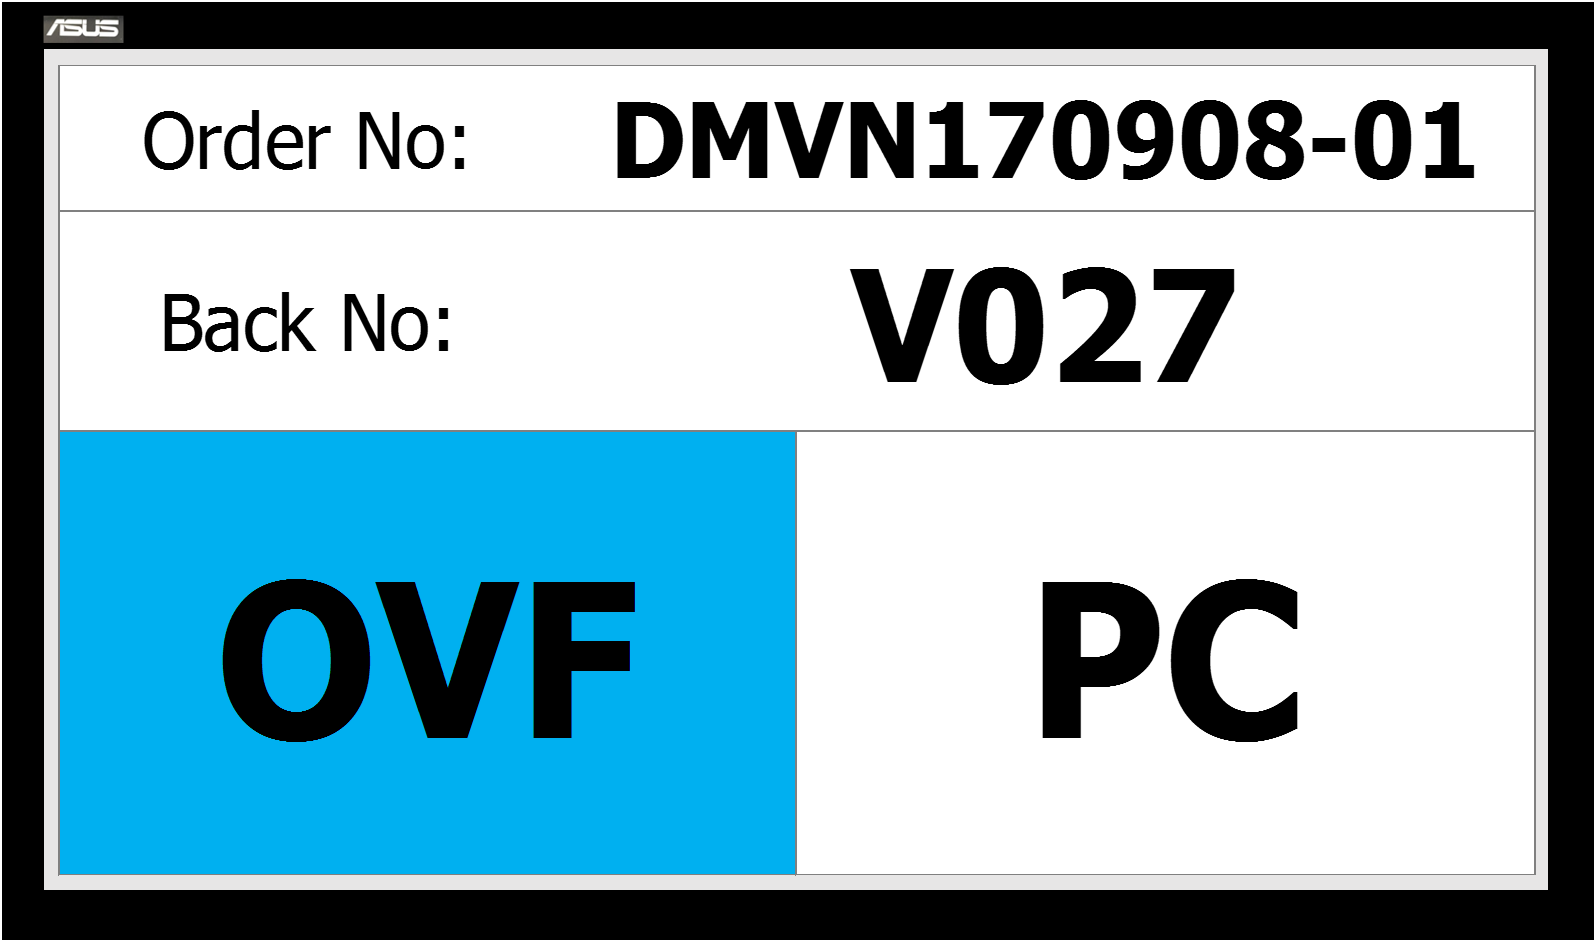 ASUS
Order No: DMVN170908-01
Back No: V027
OVF PC